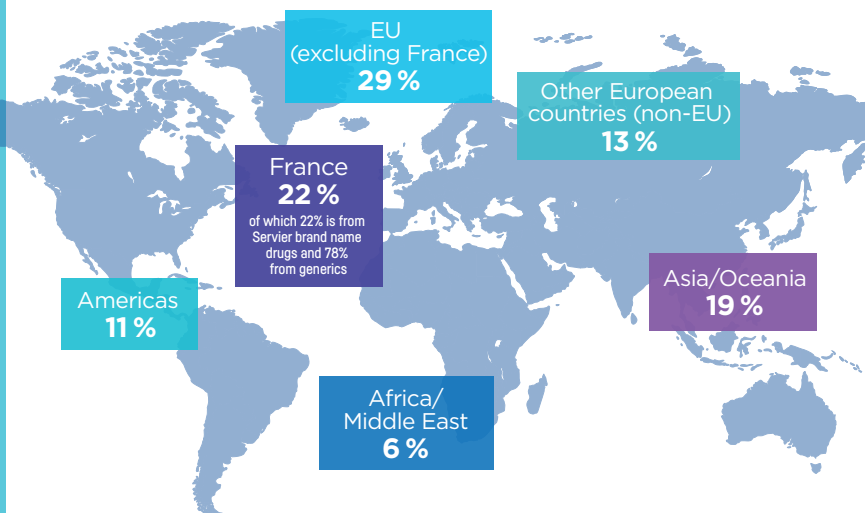 EU
(excluding France)
29 %
Other European
countries (non-EU)
13 %
France
22 %
of which 22% is from
Servier brand name
drugs and 78%
from generics
Asia/Oceania
19 %
Americas
11 %
Africa/
Middle East
6 %